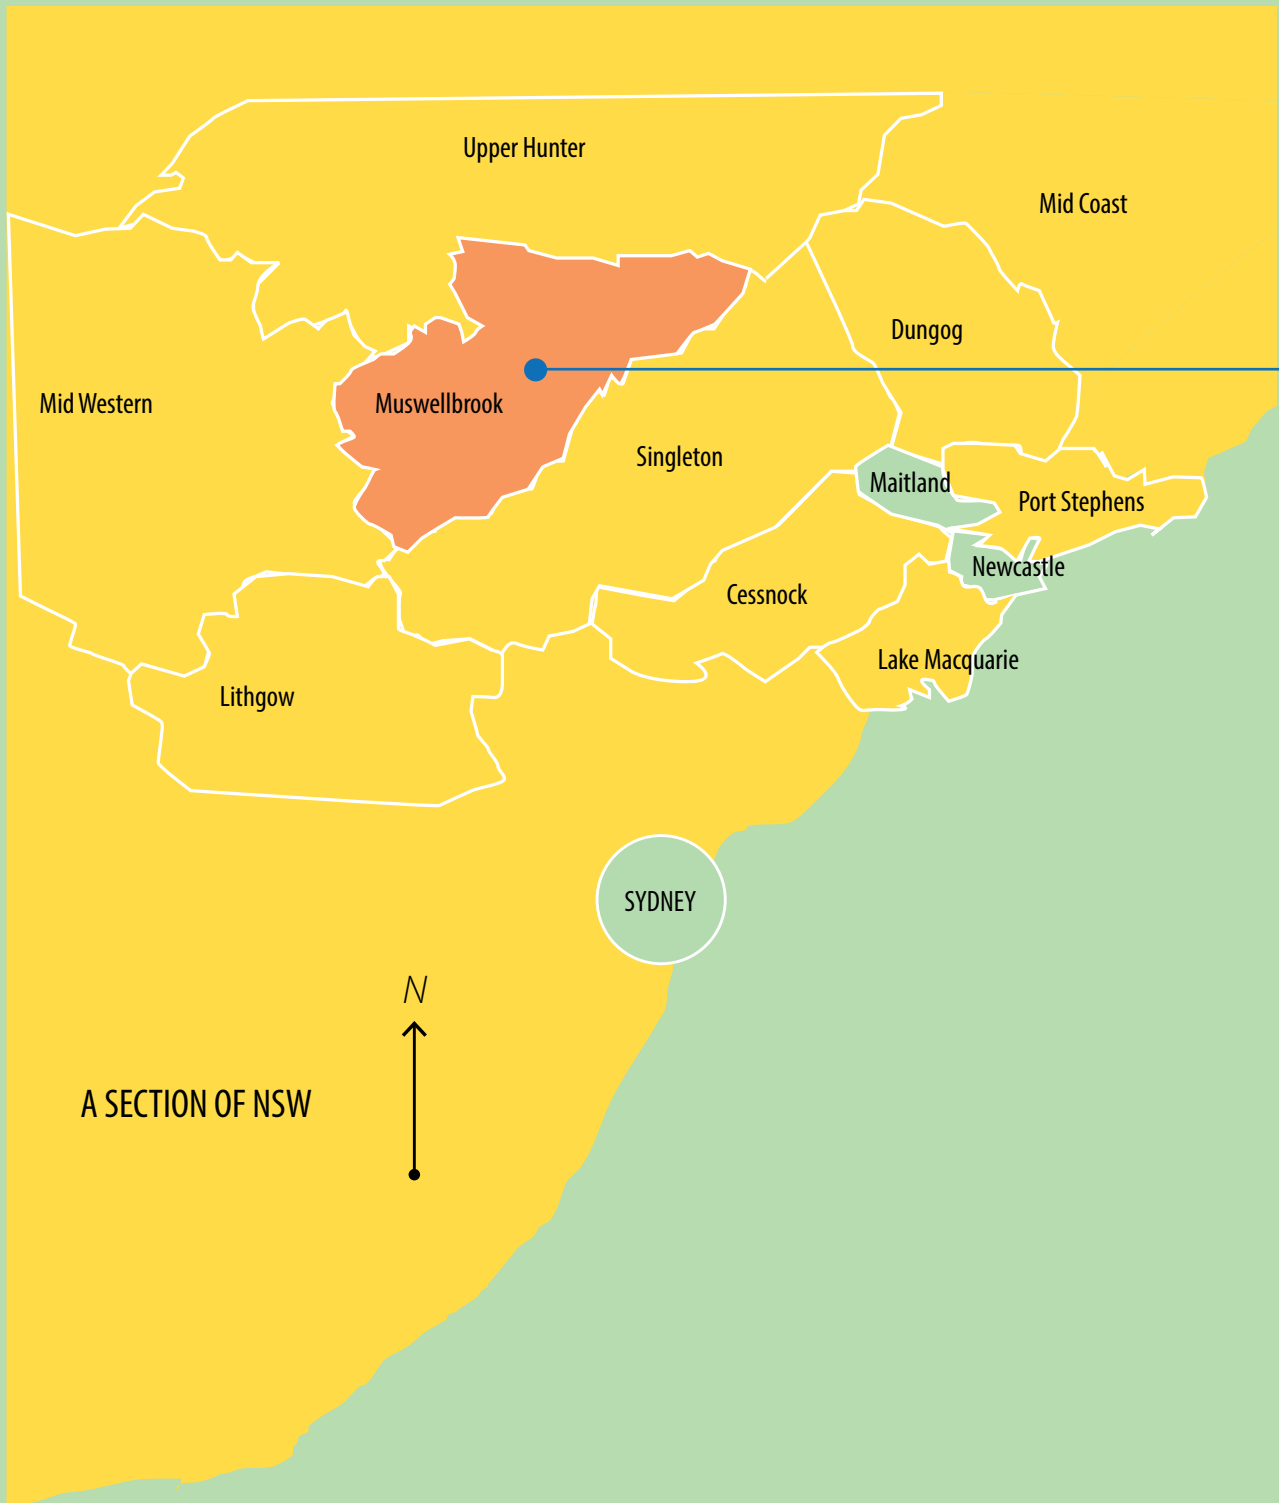 Upper Hunter
Mid Coast
Dungog
Mid Western
Muswellbrook
Singleton
Maitland
Port Stephens
Newcastle
Cessnock
Lake Macquarie
Lithgow
SYDNEY
N
A SECTION OF NSW